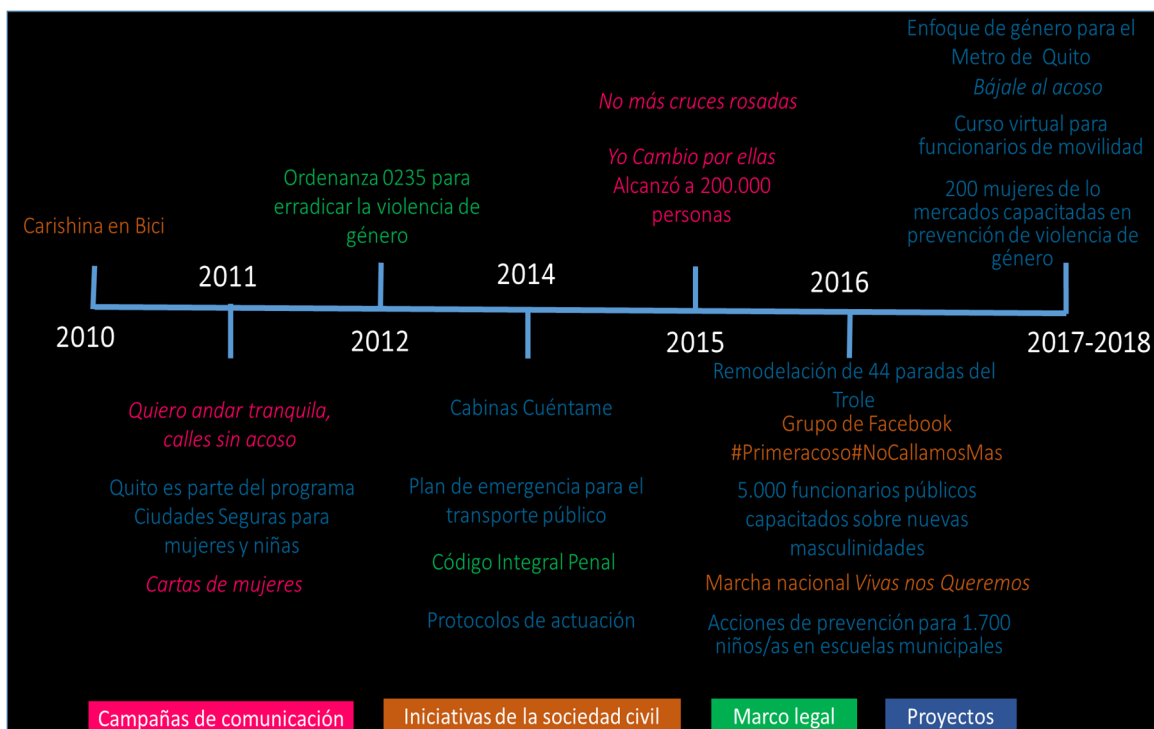 Enfoque de género para el
Metro de Quito
Bájale al acoso
Curso virtual para
funcionarios de movilidad
200 mujeres de lo
mercados capacitadas en
prevención de violencia de
género
No más cruces rosadas
Yo Cambio por ellas
Alcanzó a 200.000
personas
Ordenanza 0235 para
erradicar la violencia de
género
Carishina en Bici
2011
2014
2016
2010
2012
2015
2017-2018
Quiero andar tranquila,
calles sin acoso
Quito es parte del programa
Ciudades Seguras para
mujeres y niñas
Cartas de mujeres
Cabinas Cuéntame
Plan de emergencia para el
transporte público
Código Integral Penal
Protocolos de actuación
Remodelación de 44 paradas del
Trole
Grupo de Facebook
#Primeracoso#NoCallamosMas
5.000 funcionarios públicos
capacitados sobre nuevas
masculinidades
Marcha nacional Vivas nos Queremos
Acciones de prevención para 1.700
niños/as en escuelas municipales
Campañas de comunicación
Iniciativas de la sociedad civil
Marco legal
Proyectos